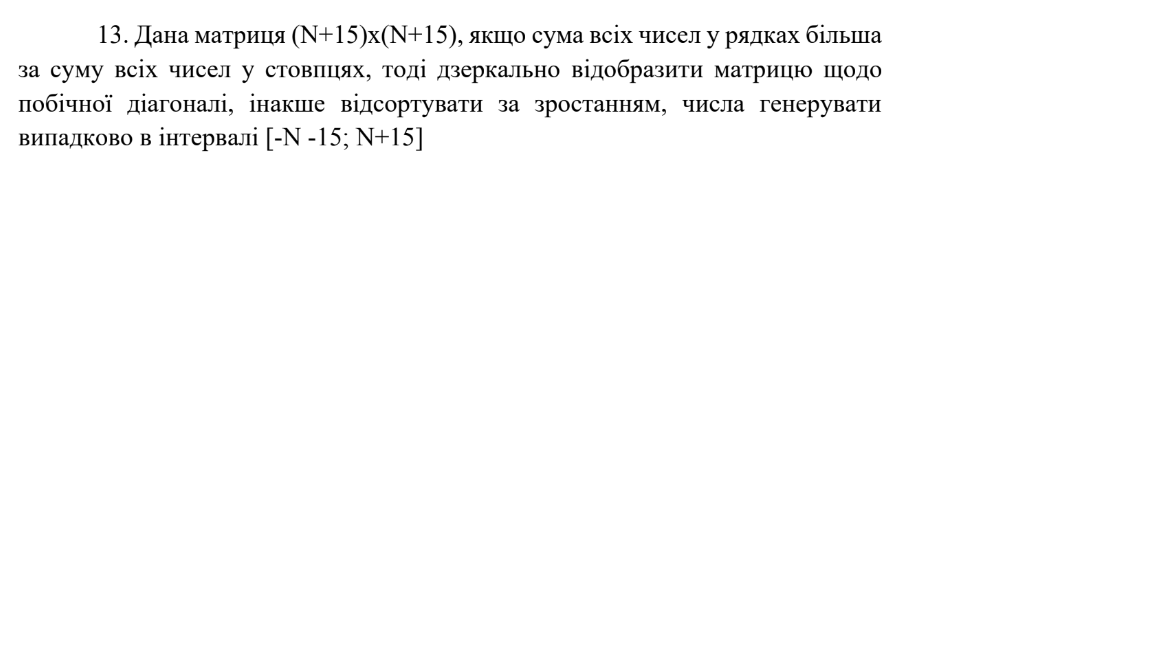 13. Дана матриця (N+15)x(N+15), якщо сума всіх чисел у рядках більша
за суму всіх чисел у стовпцях, тоді дзеркально відобразити матрицю щодо
побічної діагоналі, інакше відсортувати за зростанням, числа генерувати
випадково в інтервалі [-N -15; N+15]